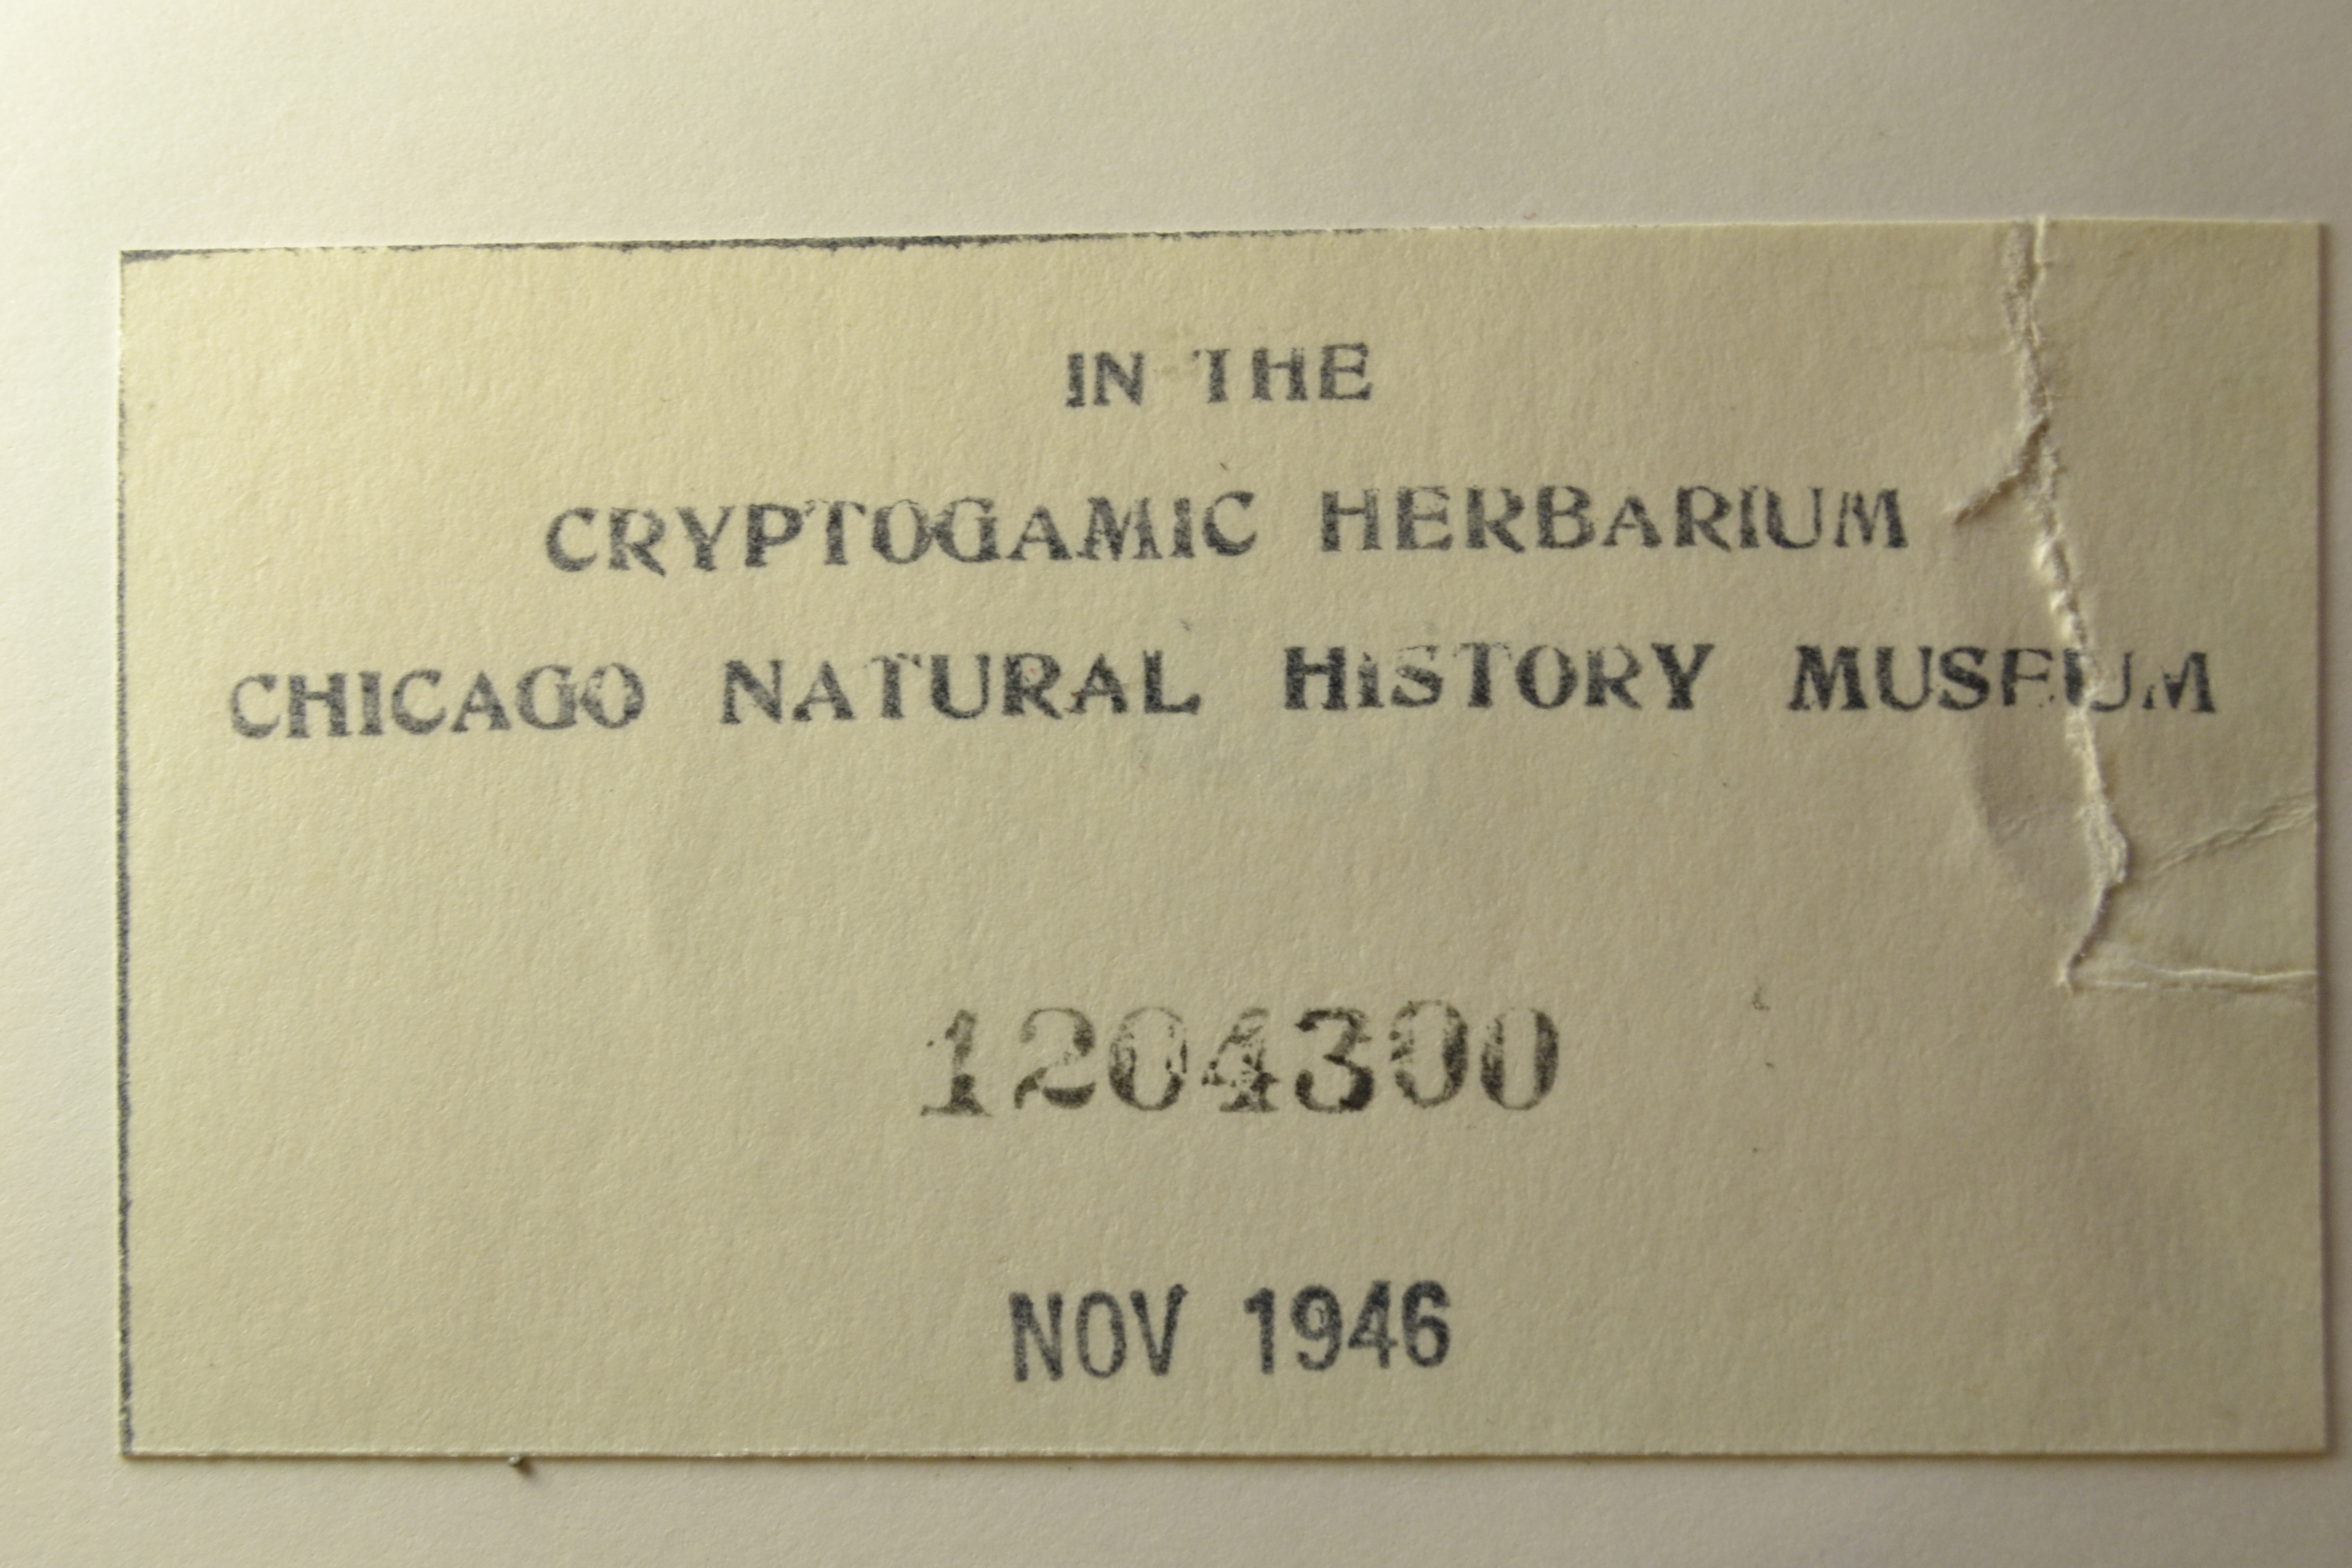 IN THE
CRYPTOGAMIC HERBARIUM
CHICAGO NATURAL HISTORY MUSEUM
1204300
NOV 1946